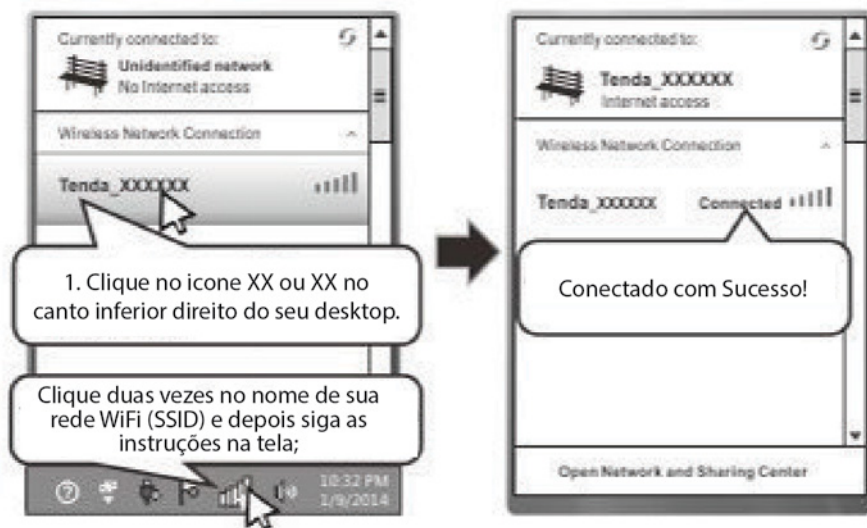 Currently connected to:
Unidentified network
No Internet access
Wireless Network Connection
Tenda_XXXXXX
1. Clique no icone XX ou XX no
canto inferior direito do seu desktop.
Clique duas vezes no nome de sua
rede WiFi (SSID) e depois siga as
instruções na tela;
10:32 PM
1/9/2014
Currently connected to:
Tenda_XXXXXX
Internet access
Wireless Network Connection
Tenda_XXXXXX Connected
Conectado com Sucesso!
Open Network and Sharing Center